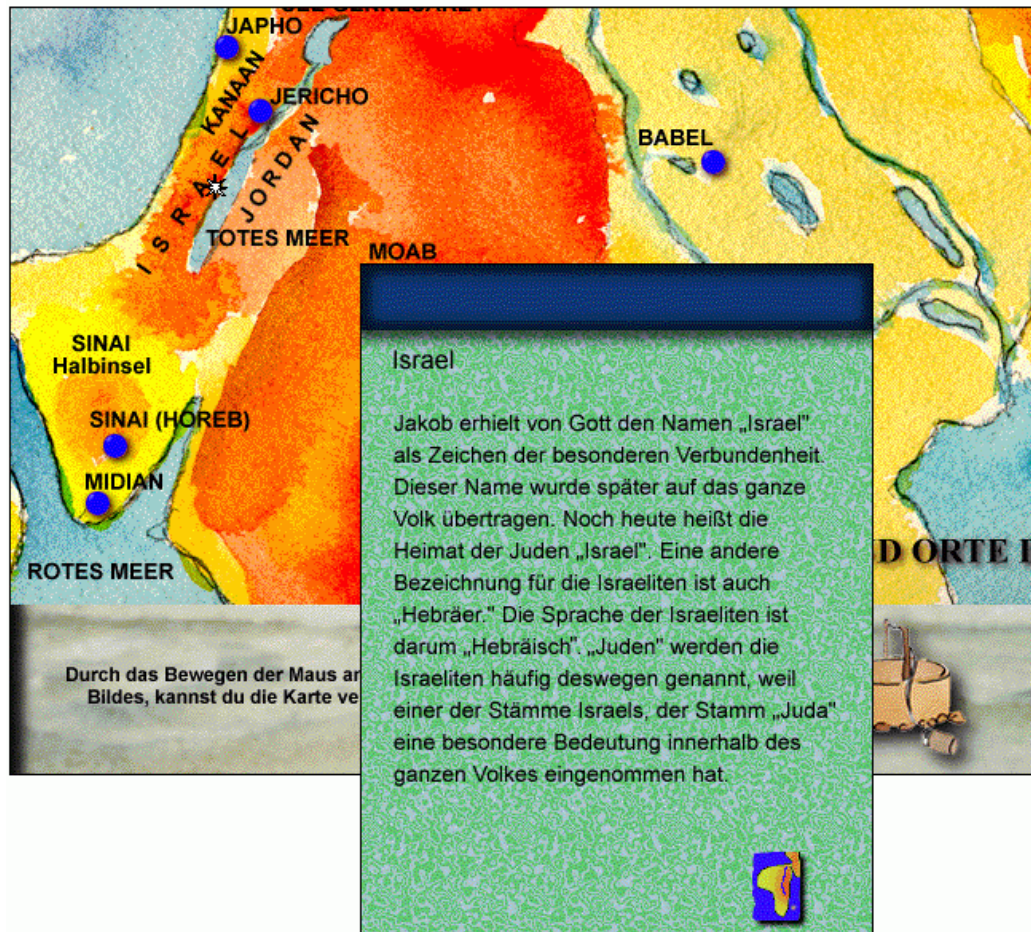 JAPHO
KANAAN
JERICHO
ISRAEL
JORDAN
BABEL
TOTES MEER
MOAB
SINAI
Halbinsel
SINAI (HOREB)
MIDIAN
ROTES MEER
D ORTE
Durch das Bewegen der Maus an
Bildes, kannst du die Karte ve
Israel
Jakob erhielt von Gott den Namen „Israel"
als Zeichen der besonderen Verbundenheit.
Dieser Name wurde später auf das ganze
Volk übertragen. Noch heute heißt die
Heimat der Juden „Israel". Eine andere
Bezeichnung für die Israeliten ist auch
„Hebräer." Die Sprache der Israeliten ist
darum „Hebräisch". „Juden" werden die
Israeliten häufig deswegen genannt, weil
einer der Stämme Israels, der Stamm „Juda"
eine besondere Bedeutung innerhalb des
ganzen Volkes eingenommen hat.